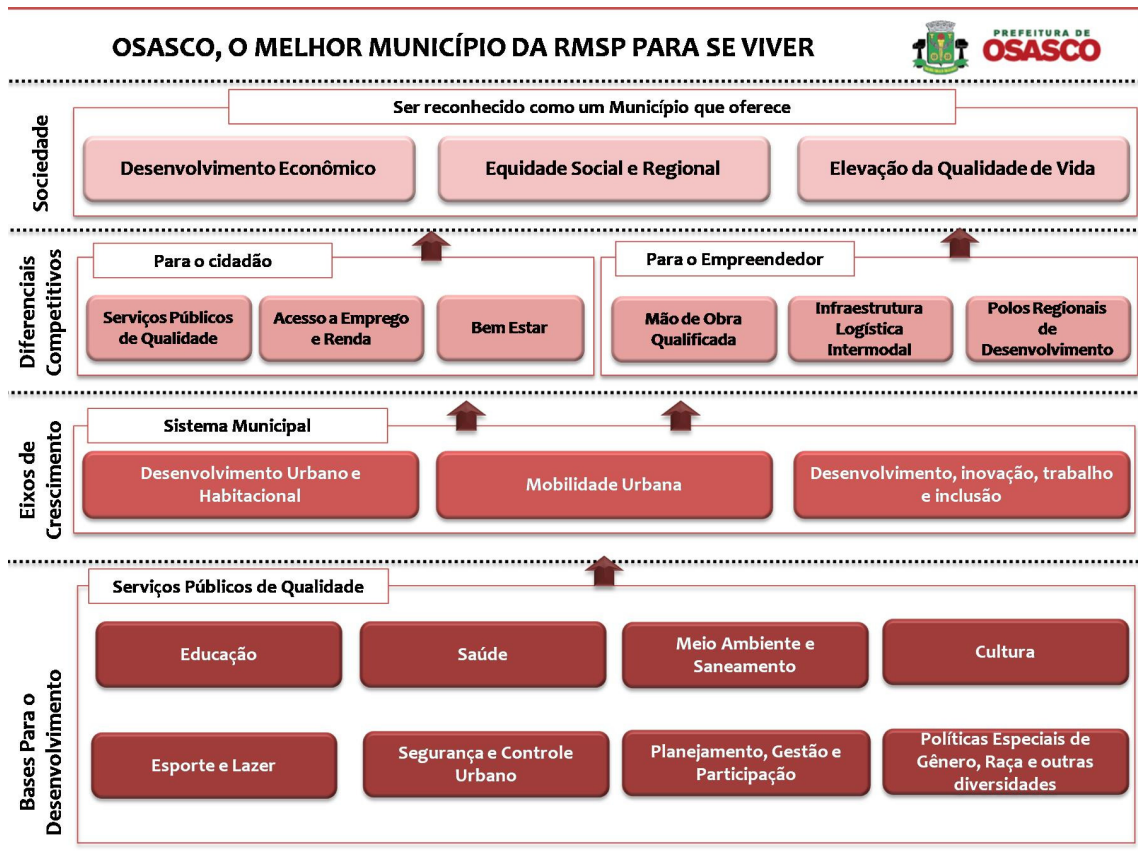 OSASCO, O MELHOR MUNICÍPIO DA RMSP PARA SE VIVER
PREFEITURA DE
OSASCO
Sociedade
Ser reconhecido como um Município que oferece
Desenvolvimento Econômico
Equidade Social e Regional
Elevação da Qualidade de Vida
Diferenciais
Competitivos
Para o cidadão
Serviços Públicos
de Qualidade
Acesso a Emprego
e Renda
Bem Estar
Para o Empreendedor
Mão de Obra
Qualificada
Infraestrutura
Logística
Intermodal
Polos Regionais
de
Desenvolvimento
Eixos de
Crescimento
Sistema Municipal
Desenvolvimento Urbano e
Habitacional
Mobilidade Urbana
Desenvolvimento, inovação, trabalho
e inclusão
Bases Para o
Desenvolvimento
Serviços Públicos de Qualidade
Educação
Saúde
Meio Ambiente e
Saneamento
Cultura
Esporte e Lazer
Segurança e Controle
Urbano
Planejamento, Gestão e
Participação
Políticas Especiais de
Gênero, Raça e outras
diversidades